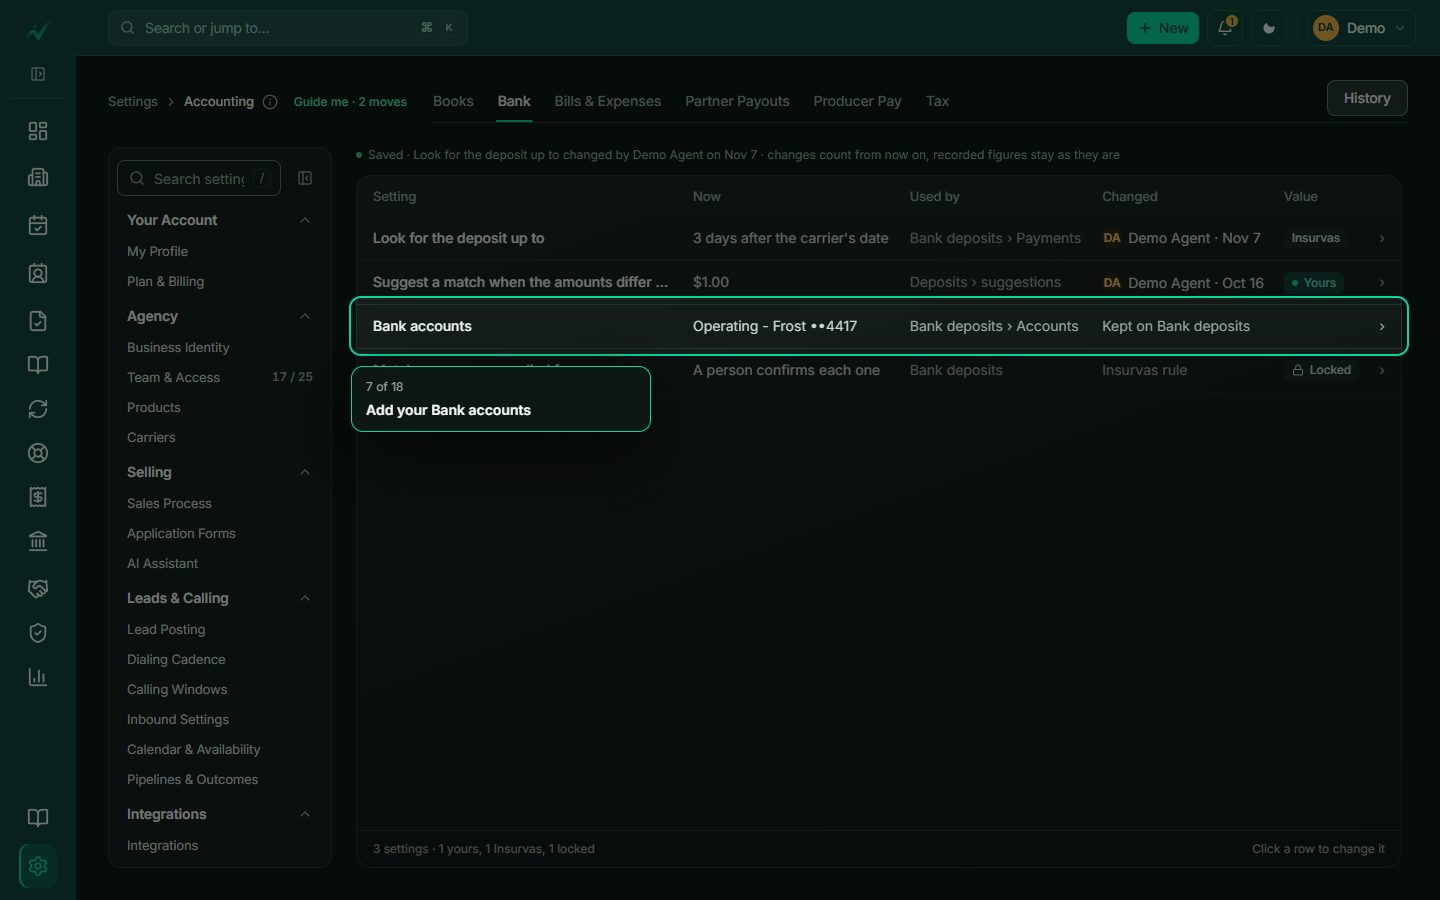 Search or jump to... ⌘ K
+ New
1
DA Demo
Settings > Accounting Guide me · 2 moves
Books Bank Bills & Expenses Partner Payouts Producer Pay Tax
History
Search settin /
Your Account
My Profile
Plan & Billing
Agency
Business Identity
Team & Access 17 / 25
Products
Carriers
Selling
Sales Process
Application Forms
AI Assistant
Leads & Calling
Lead Posting
Dialing Cadence
Calling Windows
Inbound Settings
Calendar & Availability
Pipelines & Outcomes
Integrations
Integrations
Saved · Look for the deposit up to changed by Demo Agent on Nov 7 · changes count from now on, recorded figures stay as they are
Setting Now Used by Changed Value
Look for the deposit up to 3 days after the carrier's date Bank deposits › Payments DA Demo Agent · Nov 7 Insurvas ›
Suggest a match when the amounts differ ... $1.00 Deposits › suggestions DA Demo Agent · Oct 16 Yours
Bank accounts Operating - Frost ••4417 Bank deposits › Accounts Kept on Bank deposits ›
A person confirms each one Bank deposits Insurvas rule Locked ›
7 of 18
Add your Bank accounts
3 settings · 1 yours, 1 Insurvas, 1 locked
Click a row to change it